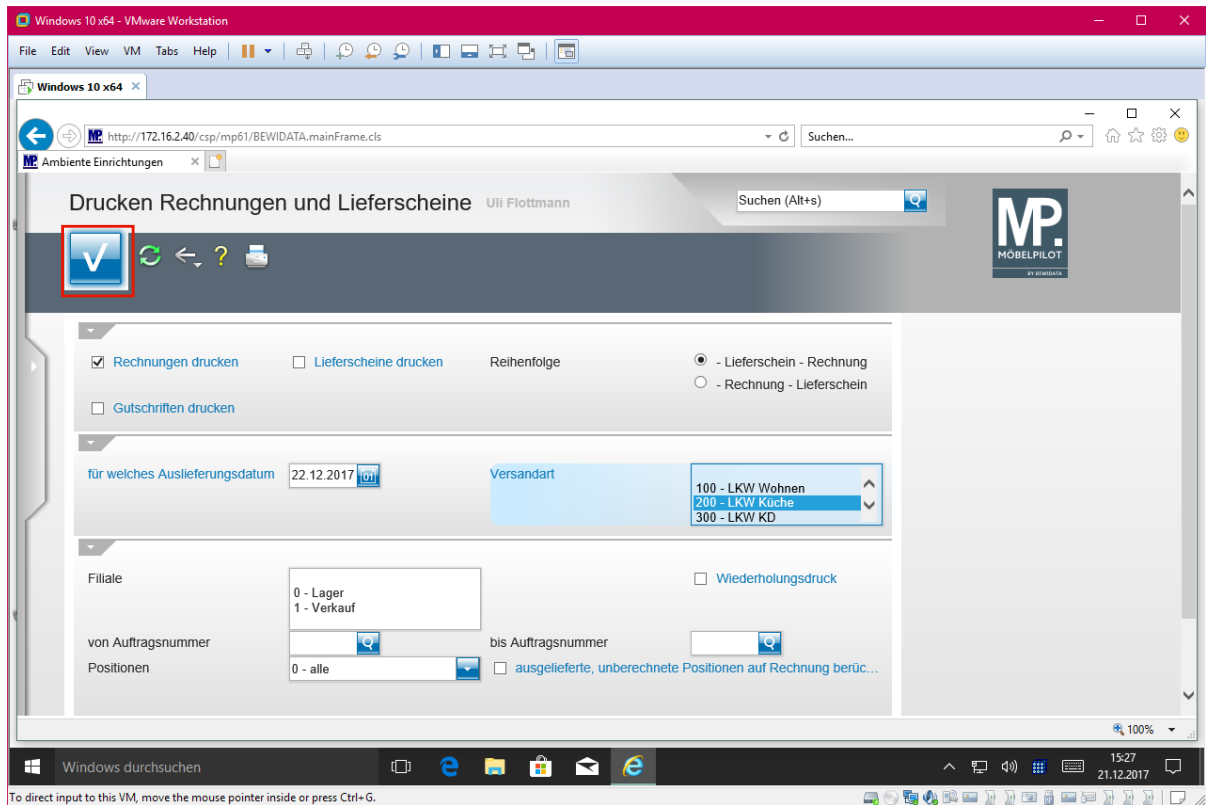 Windows 10 x64 - VMware Workstation
File Edit View VM Tabs Help
Windows 10 x64
http://172.16.2.40/csp/mp61/BEWIDATA.mainFrame.cls
Suchen...
MP. Ambiente Einrichtungen
Drucken Rechnungen und Lieferscheine Uli Flottmann
Suchen (Alt+s)
MP.
MÖBELPILOT
BY BEWIDATA
Rechnungen drucken
Lieferscheine drucken
Reihenfolge
- Lieferschein - Rechnung
- Rechnung - Lieferschein
Gutschriften drucken
für welches Auslieferungsdatum
22.12.2017
Versandart
100 - LKW Wohnen
200 - LKW Küche
300 - LKW KD
Filiale
0 - Lager
1 - Verkauf
Wiederholungsdruck
von Auftragsnummer
bis Auftragsnummer
Positionen
0 - alle
ausgelieferte, unberechnete Positionen auf Rechnung berüc...
100%
Windows durchsuchen
15:27
21.12.2017
To direct input to this VM, move the mouse pointer inside or press Ctrl+G.